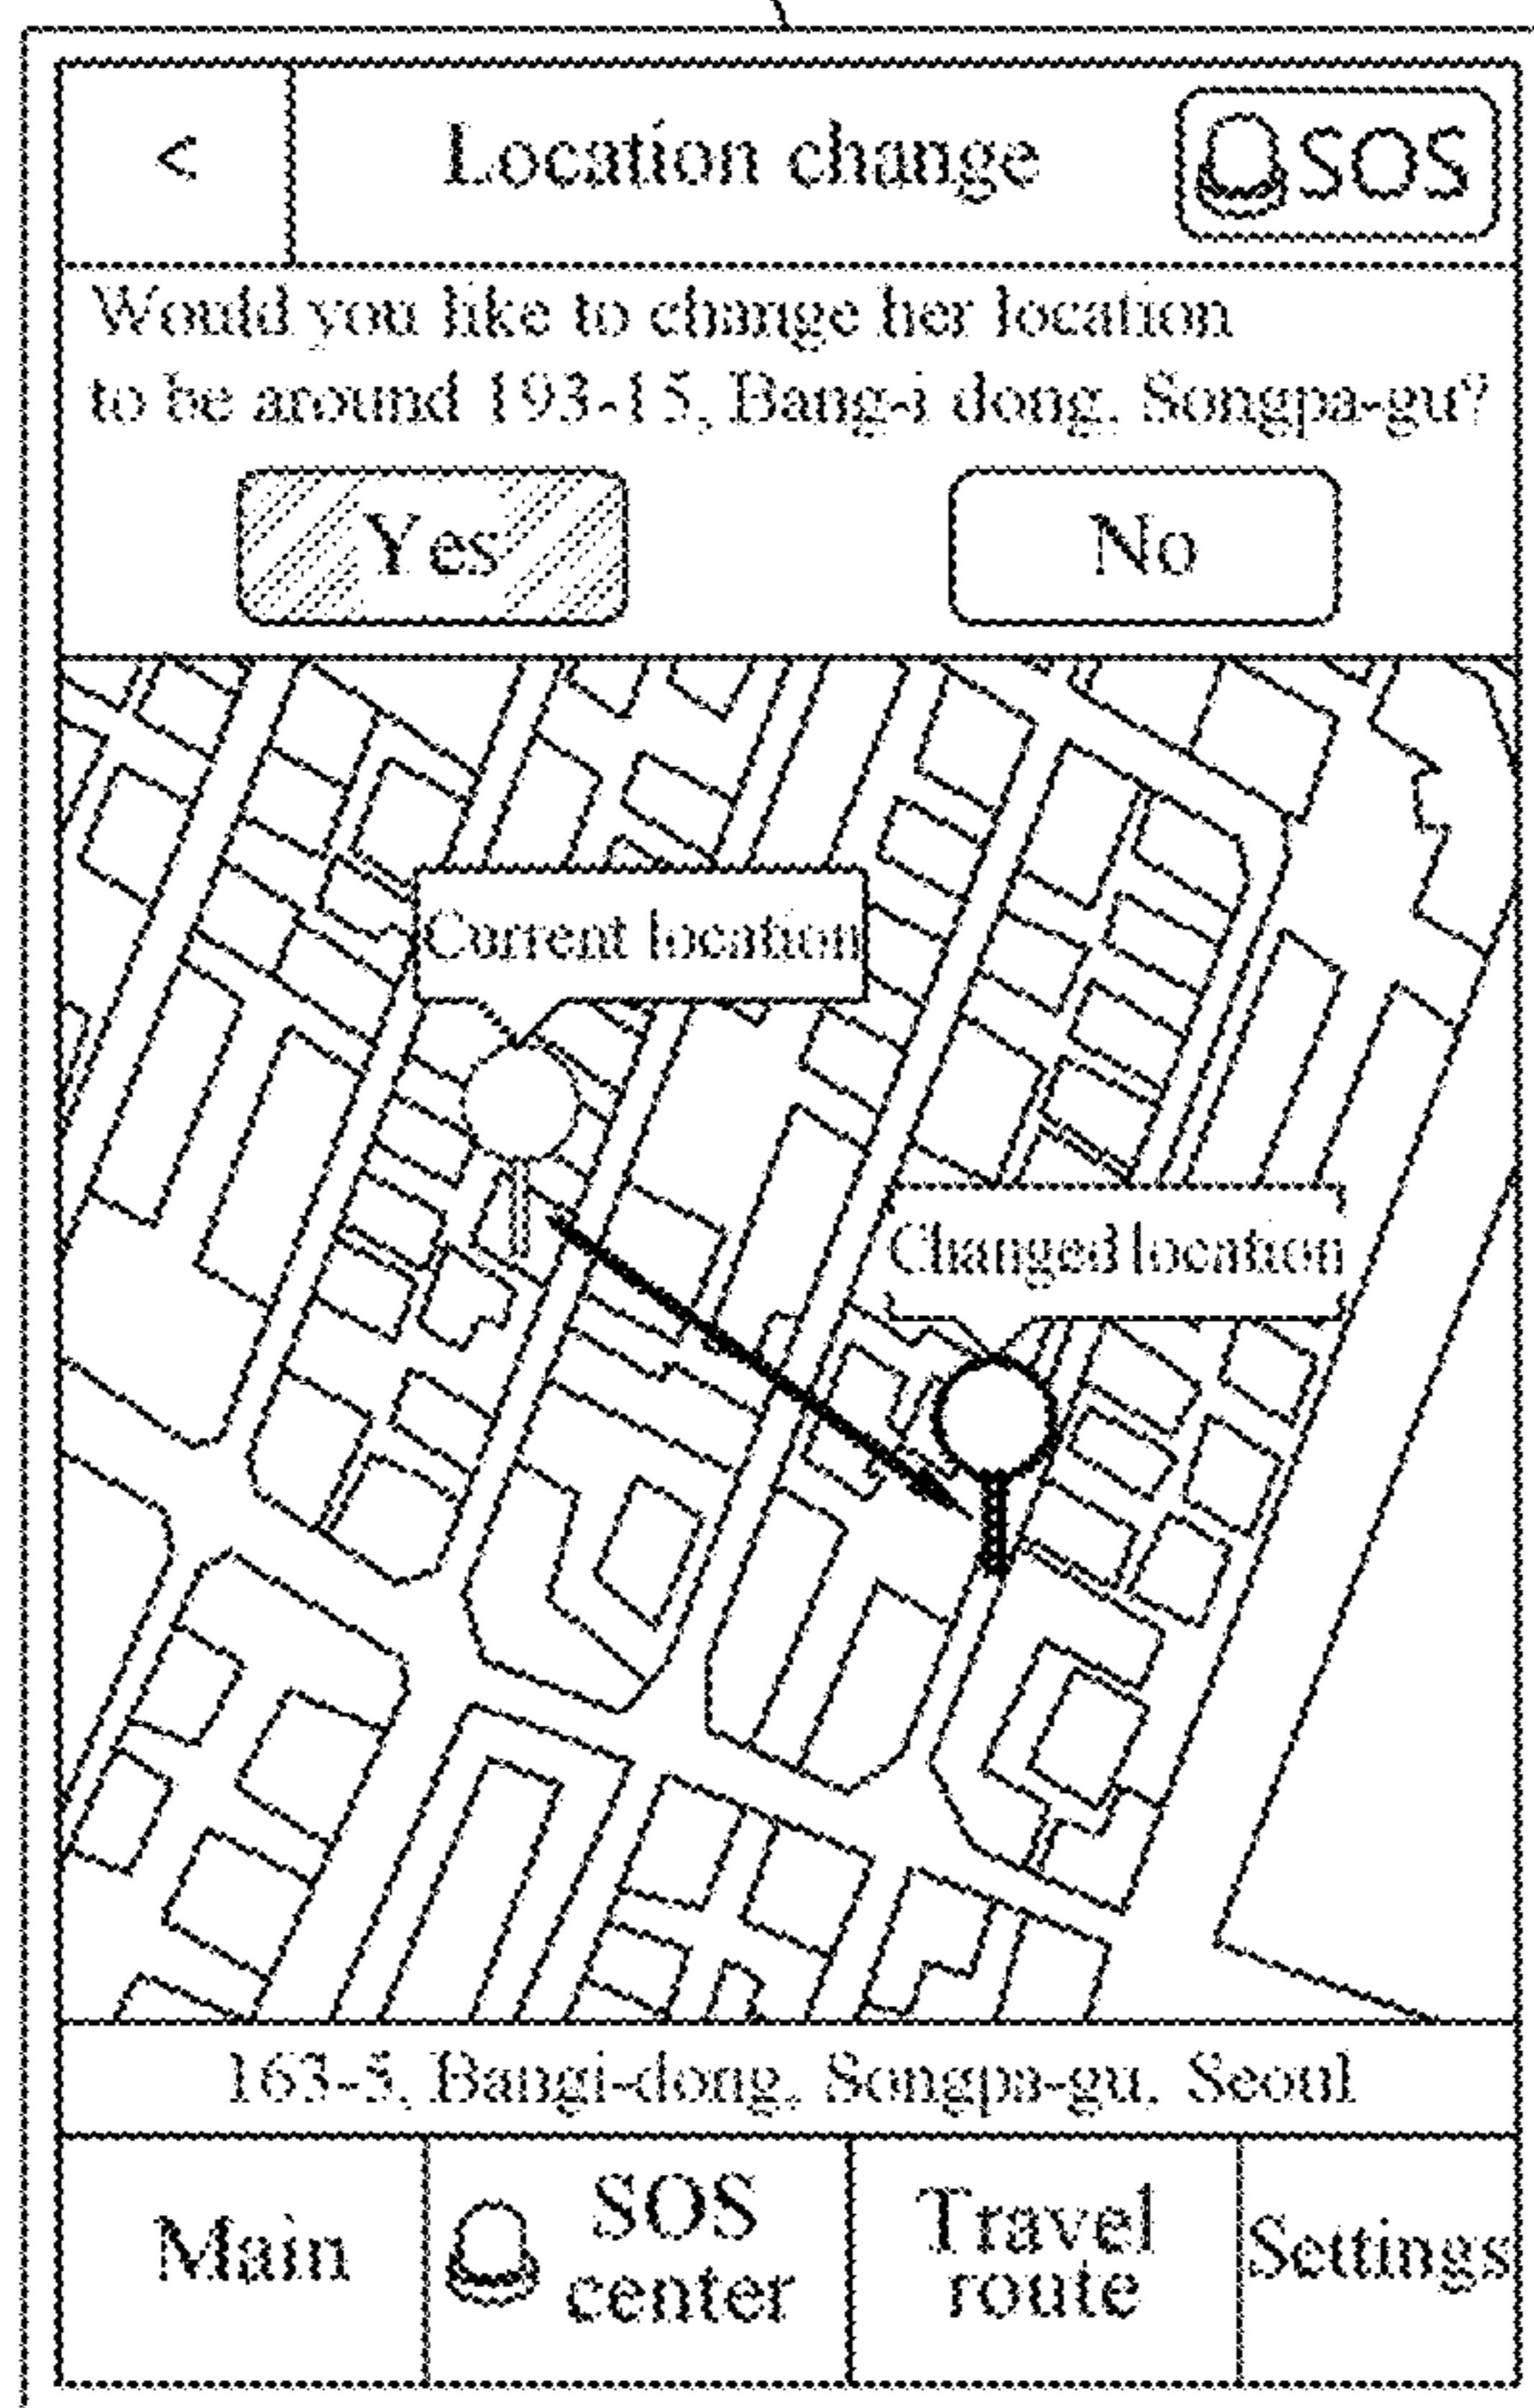 < Location change SOS
Would you like to change her location
to be around 193-15, Bang-i dong, Songpa-gu?
Yes No
Current location
Changed location
163-5, Bangi-dong, Songpa-gu, Seoul
Main SOS center Travel route Settings